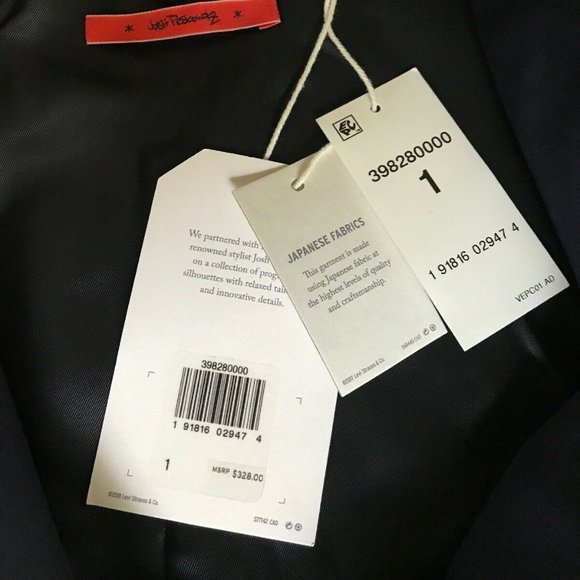 * Josh Peskowitz *
398280000
1
1 91816 02947 4
VEPC01 AD
JAPANESE FABRICS
This garment is made
using Japanese fabric at
the highest levels of quality
and craftsmanship.
©2018 Levi Strauss & Co.
CAD
We partnered with
renowned stylist Josh
on a collection of
silhouettes with relaxed
and innovative details.
398280000
1 91816 02947 4
1
MSRP $328.00
©2018 Levi Strauss & Co.
S77142 CAD